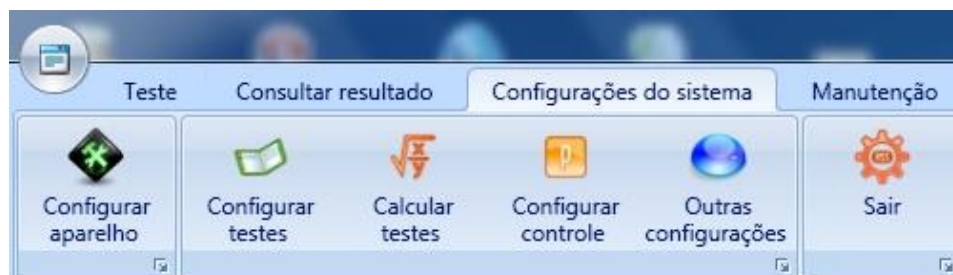 Teste Consultar resultado Configurações do sistema Manutenção
Configurar aparelho
Configurar testes
Calcular testes
Configurar controle
Outras configurações
Sair